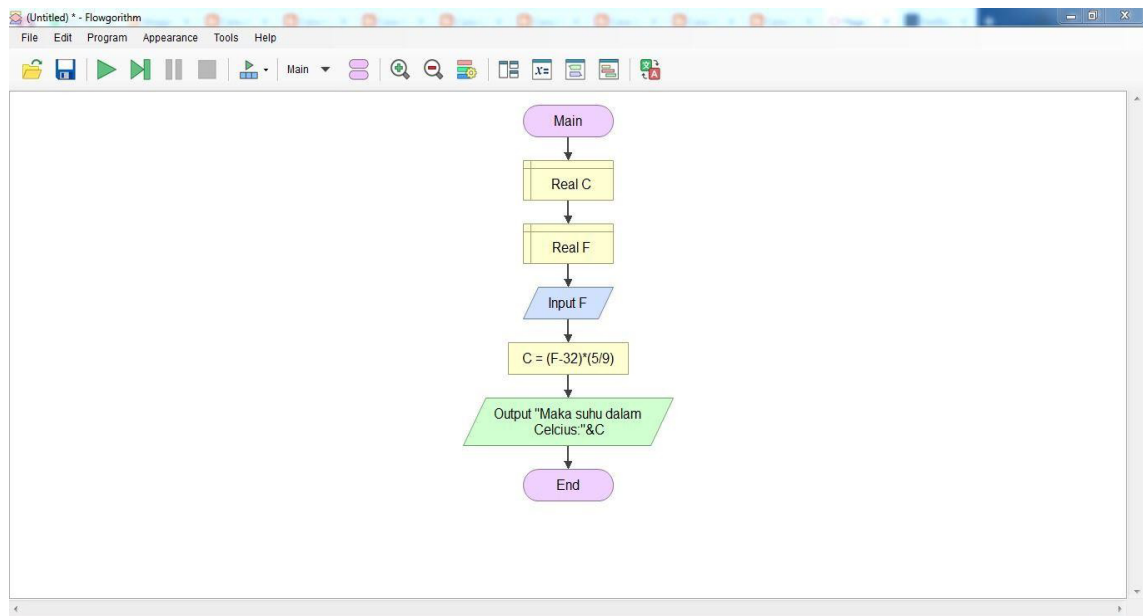 (Untitled) * - Flowgorithm
File Edit Program Appearance Tools Help
Main
Main
Real C
Real F
Input F
C = (F-32)*(5/9)
Output "Maka suhu dalam
Celcius:"&C
End